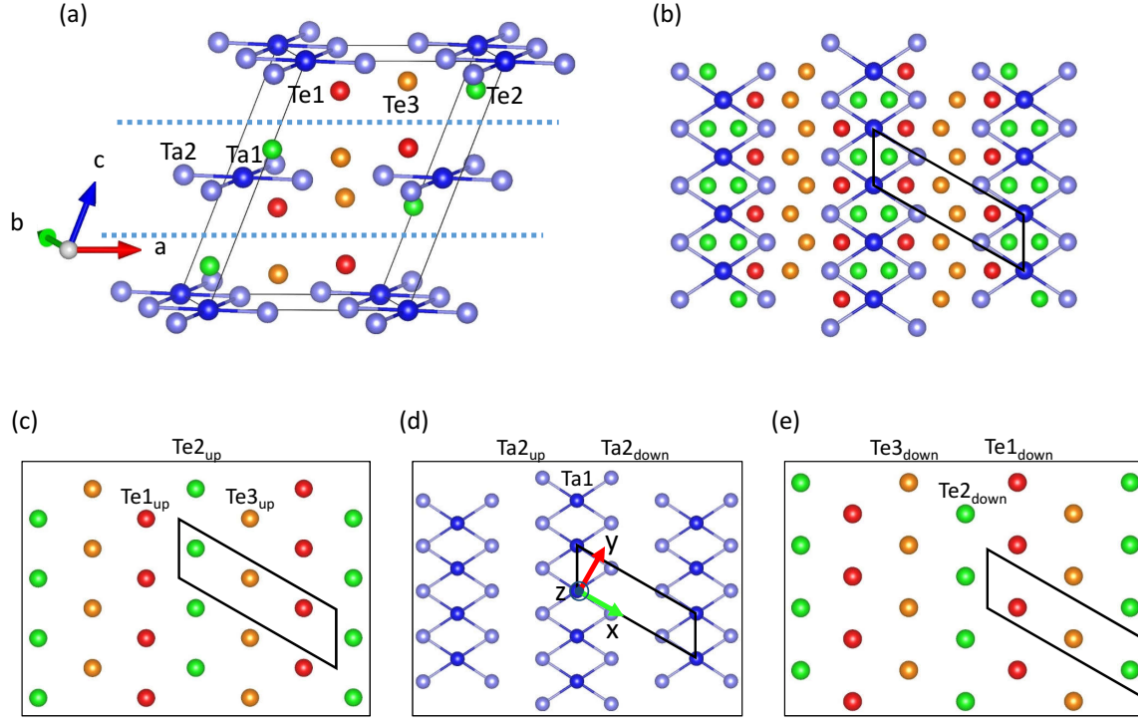 (a)
(b)
Te1 Te3 Te2
Ta2 Ta1
c
b
a
(c)
(d)
(e)
Te2up
Te1up Te3up
Ta2up Ta2down
Ta1
y
z
x
Te3down Te1down
Te2down